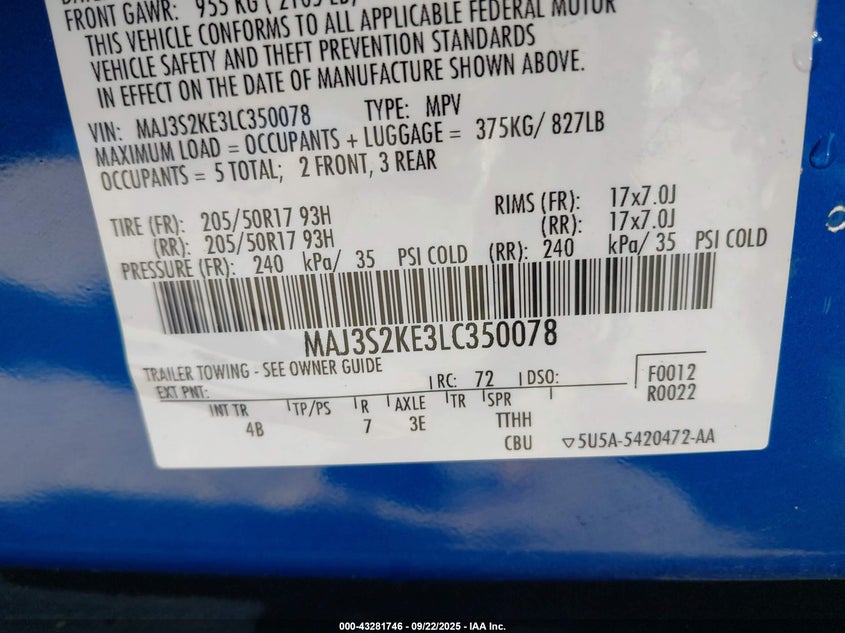 FRONT GAWR: 955 KG ( 2105 LB)
THIS VEHICLE CONFORMS TO ALL APPLICABLE FEDERAL MOTOR
VEHICLE SAFETY AND THEFT PREVENTION STANDARDS
IN EFFECT ON THE DATE OF MANUFACTURE SHOWN ABOVE.
VIN: MAJ3S2KE3LC350078 TYPE: MPV
MAXIMUM LOAD = OCCUPANTS + LUGGAGE = 375KG/ 827LB
OCCUPANTS = 5 TOTAL; 2 FRONT, 3 REAR
TIRE (FR): 205/50R17 93H RIMS (FR): 17x7.0J
(RR): 205/50R17 93H (RR): 17x7.0J
PRESSURE (FR): 240 kPa/ 35 PSI COLD (RR): 240 kPa/ 35 PSI COLD
MAJ3S2KE3LC350078
TRAILER TOWING - SEE OWNER GUIDE
EXT PNT: RC: 72 DSO: F0012
R0022
INT TR TP/PS R AXLE TR SPR
4B 7 3E TTHH
CBU 5U5A-5420472-AA
000-43281746 - 09/22/2025 - IAA Inc.